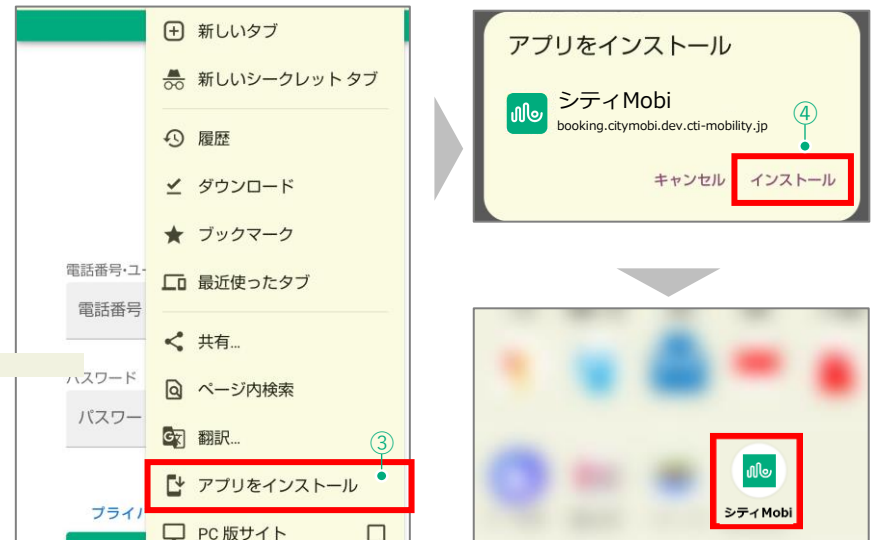 新しいタブ
新しいシークレット タブ
履歴
ダウンロード
ブックマーク
最近使ったタブ
共有...
ページ内検索
翻訳...
③
アプリをインストール
PC 版サイト
電話番号・ユー
電話番号
パスワード
パスワー
プライバ
アプリをインストール
シティMobi
booking.citymobi.dev.cti-mobility.jp
④
キャンセル
インストール
シティMobi